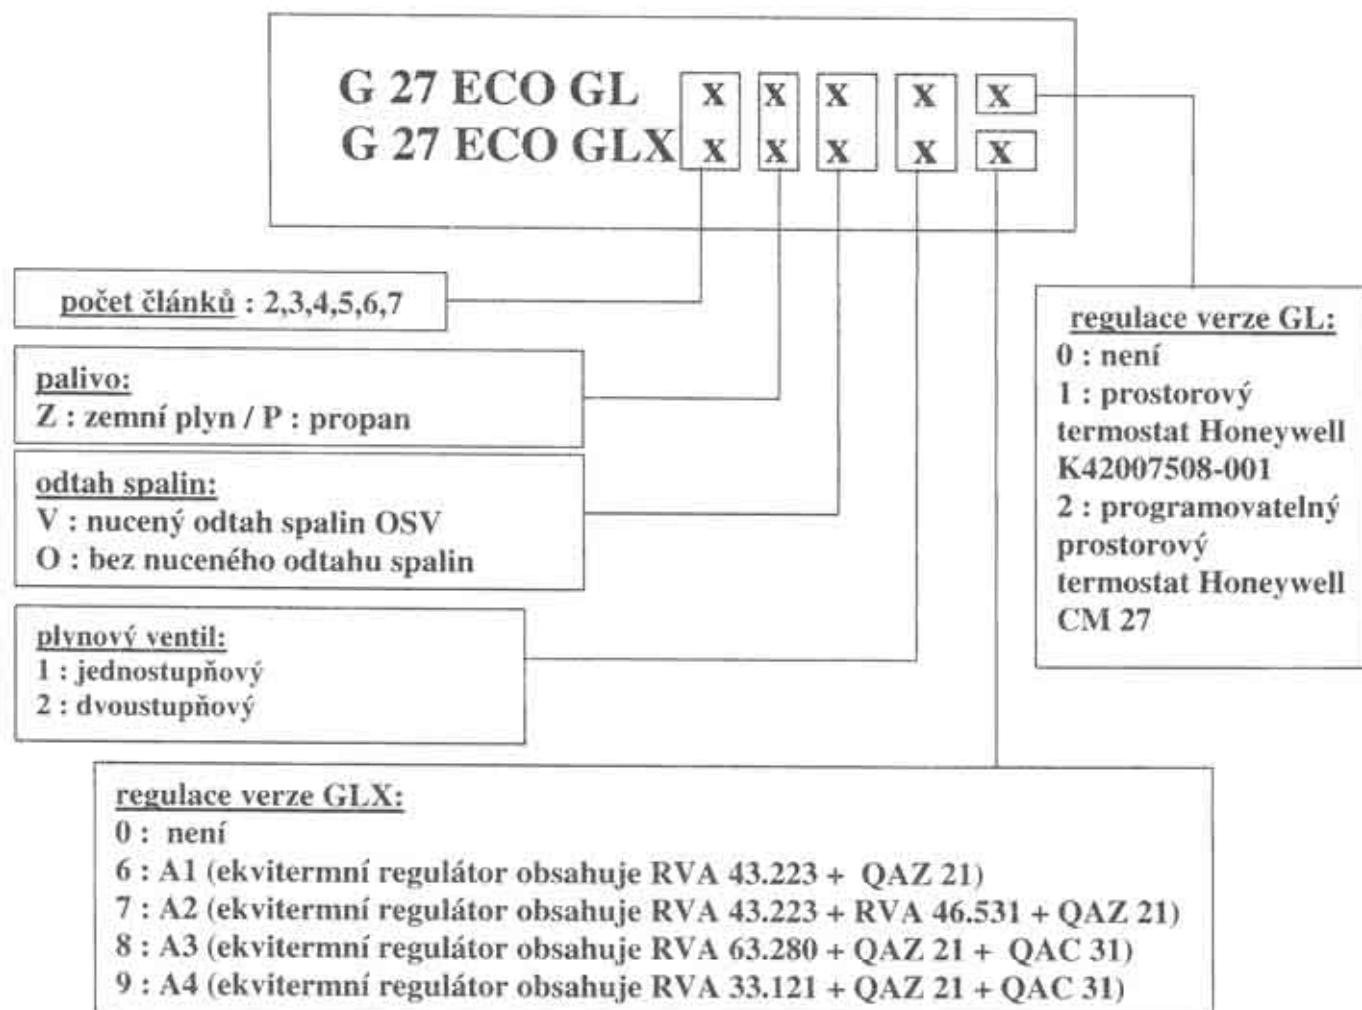 G 27 ECO GL x x x x x
G 27 ECO GLX x x x x x
počet článků : 2,3,4,5,6,7
palivo:
Z : zemní plyn / P : propan
odtah spalin:
V : nucený odtah spalin OSV
O : bez nuceného odtahu spalin
plynový ventil:
1 : jednostupňový
2 : dvoustupňový
regulace verze GL:
0 : není
1 : prostorový
termostat Honeywell
K42007508-001
2 : programovatelný
prostorový
termostat Honeywell
CM 27
regulace verze GLX:
0 : není
6 : A1 (ekvitermní regulátor obsahuje RVA 43.223 + QAZ 21)
7 : A2 (ekvitermní regulátor obsahuje RVA 43.223 + RVA 46.531 + QAZ 21)
8 : A3 (ekvitermní regulátor obsahuje RVA 63.280 + QAZ 21 + QAC 31)
9 : A4 (ekvitermní regulátor obsahuje RVA 33.121 + QAZ 21 + QAC 31)